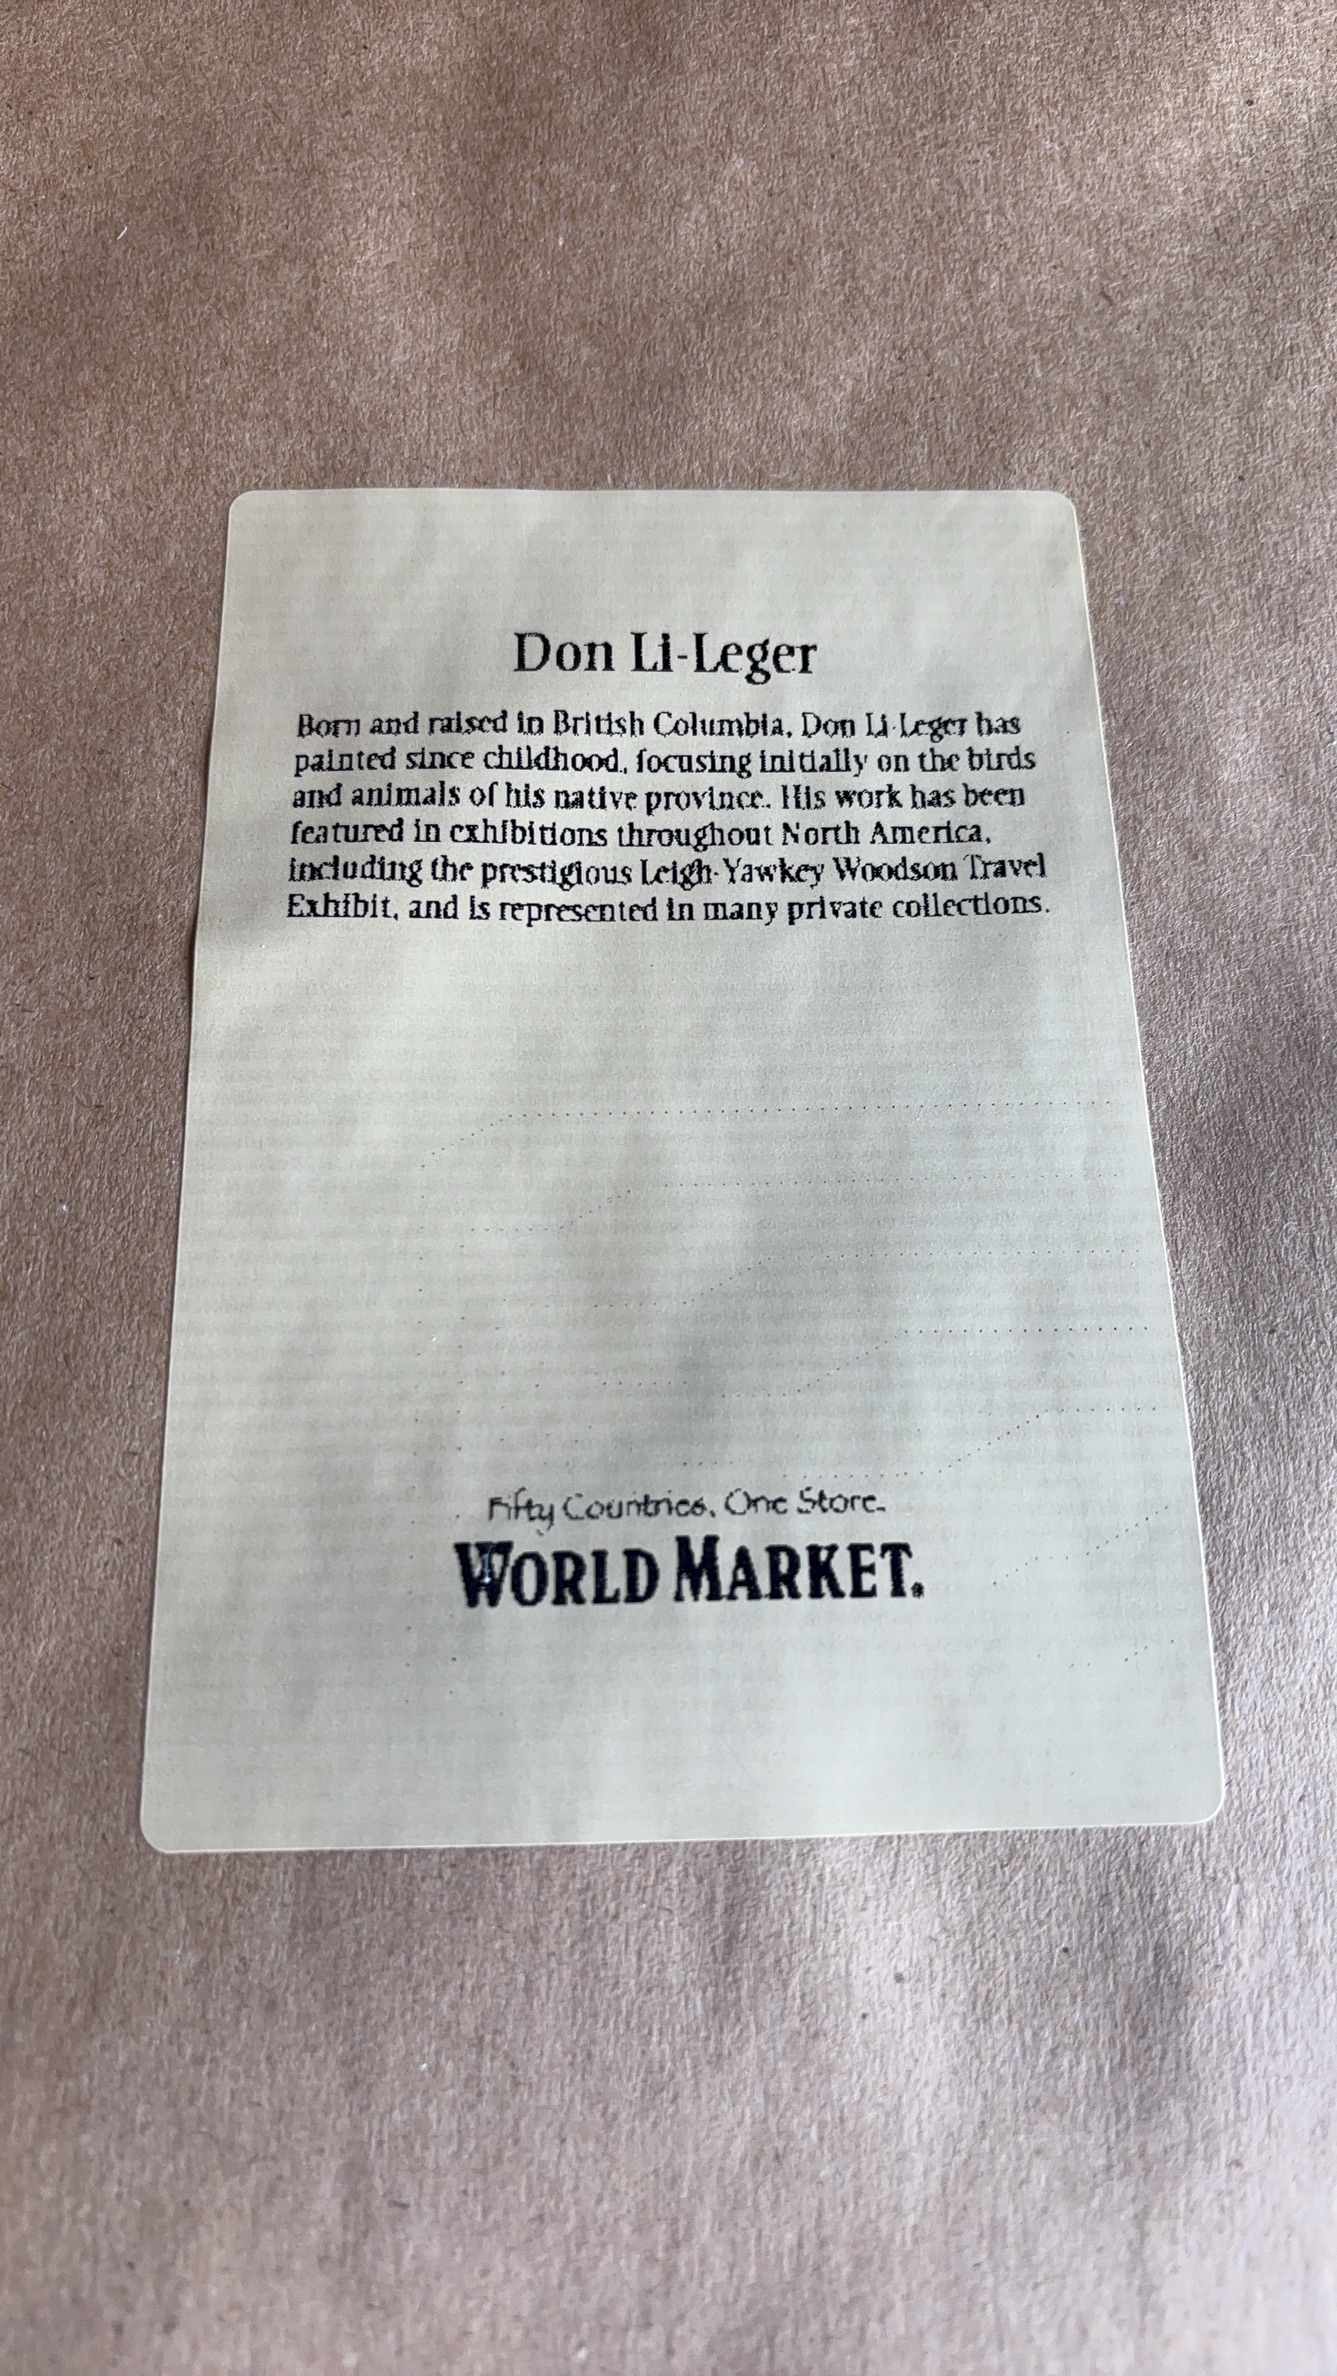 Don Li-Leger
Born and raised in British Columbia, Don Li-Leger has
painted since childhood, focusing initially on the birds
and animals of his native province. His work has been
featured in exhibitions throughout North America,
including the prestigious Leigh-Yawkey Woodson Travel
Exhibit, and is represented in many private collections.
Fifty Countries. One Store.
WORLD MARKET.